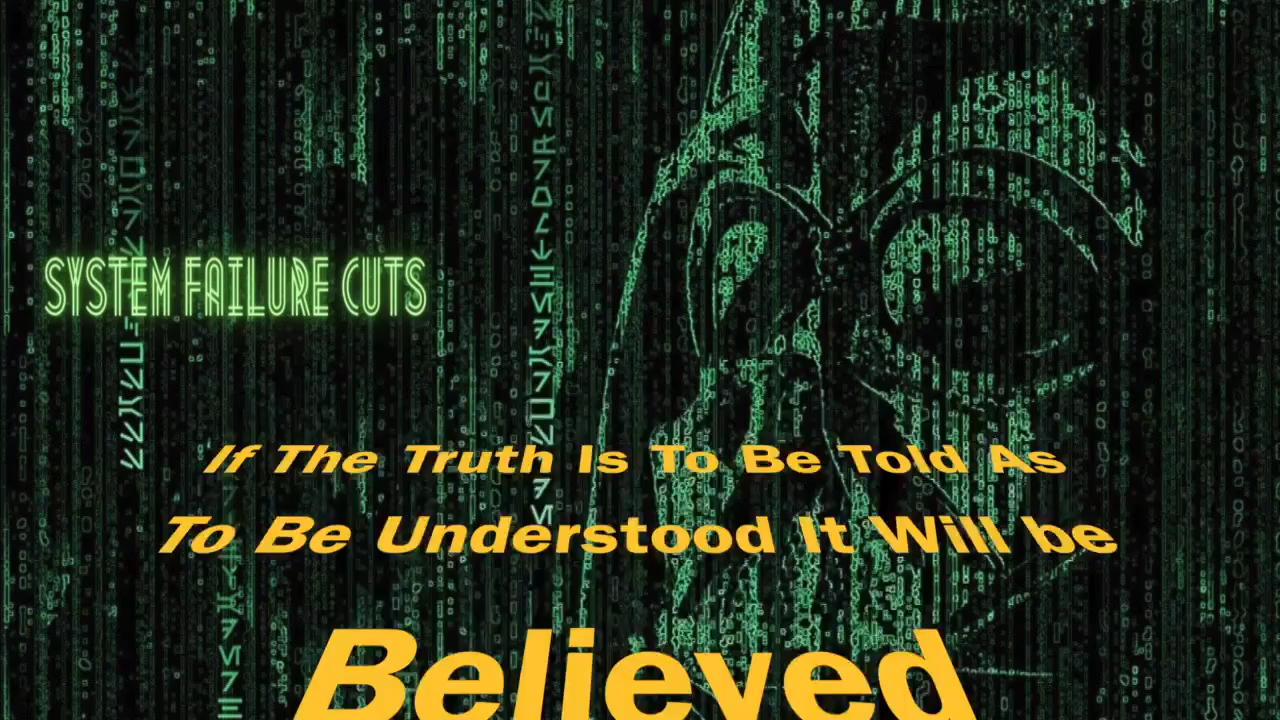 SYSTEM FAILURE CUTS
If The Truth Is To Be Told As
To Be Understood It Will be
Believed